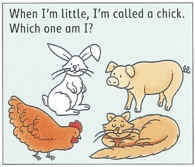 When I'm little, I'm called a chick.
Which one am I?